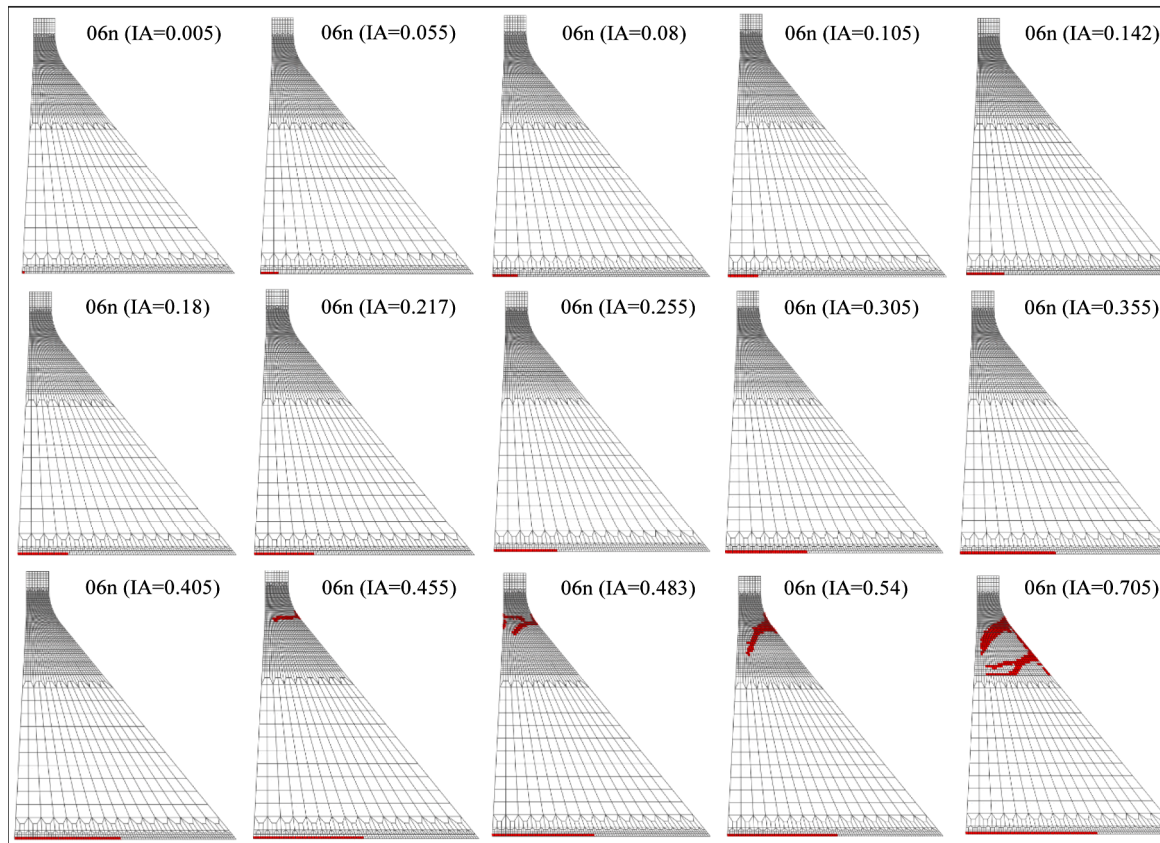 06n (IA=0.005)
06n (IA=0.055)
06n (IA=0.08)
06n (IA=0.105)
06n (IA=0.142)
06n (IA=0.18)
06n (IA=0.217)
06n (IA=0.255)
06n (IA=0.305)
06n (IA=0.355)
06n (IA=0.405)
06n (IA=0.455)
06n (IA=0.483)
06n (IA=0.54)
06n (IA=0.705)